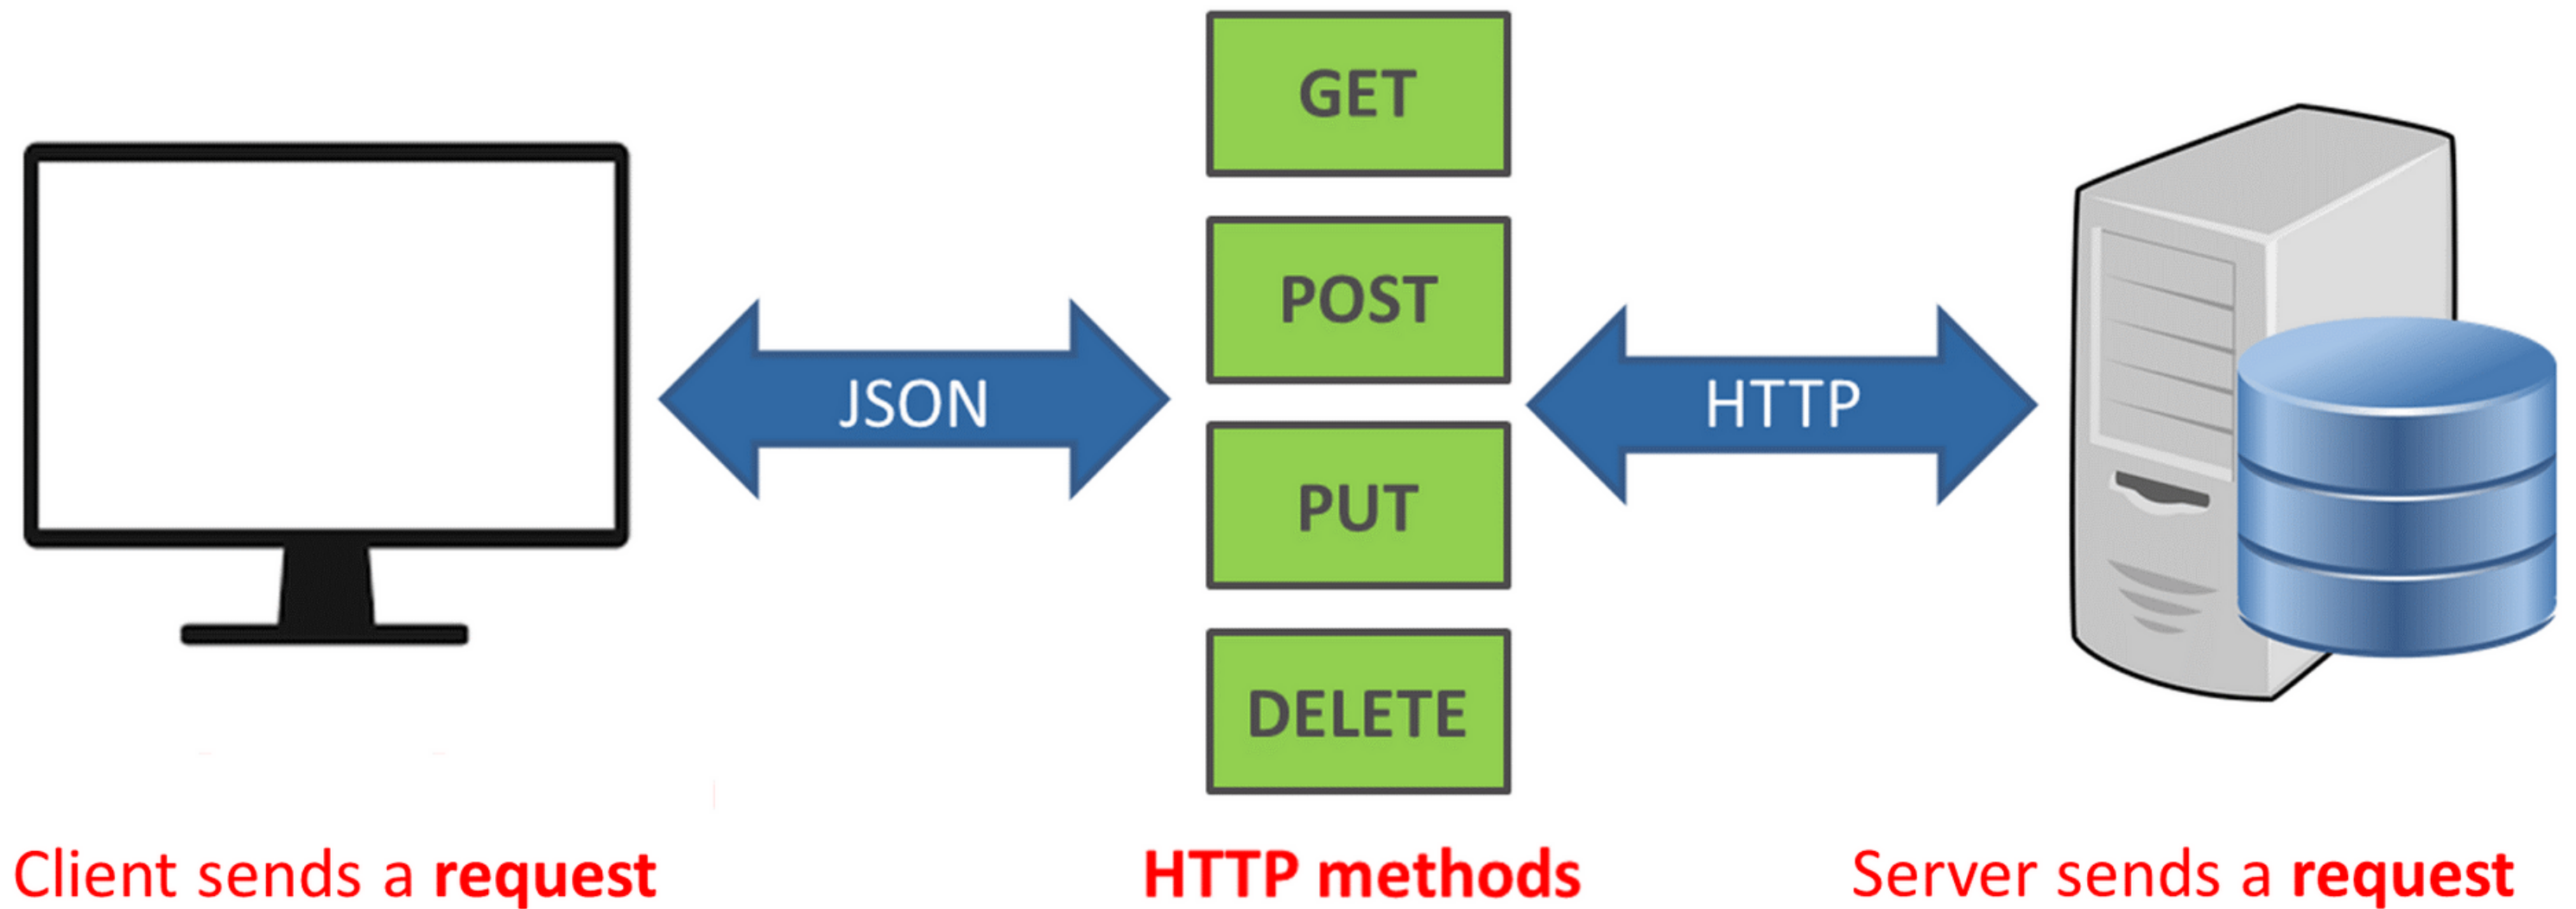 GET
POST
JSON
HTTP
PUT
DELETE
Client sends a request
HTTP methods
Server sends a request